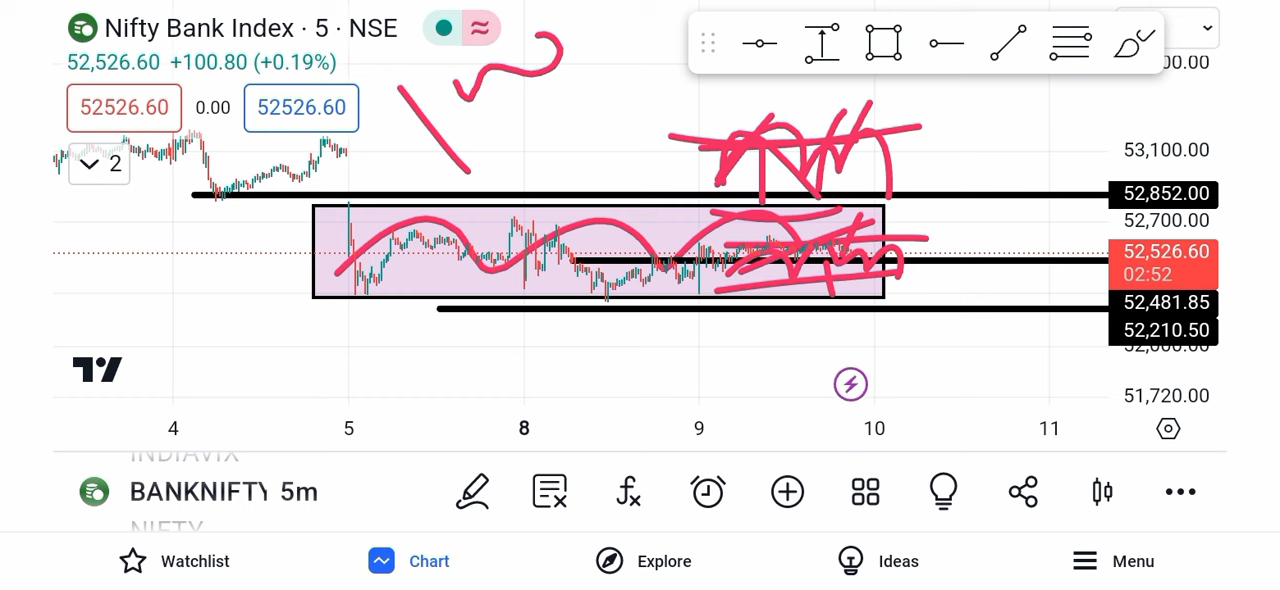 Nifty Bank Index · 5 · NSE
52,526.60 +100.80 (+0.19%)
52526.60 0.00 52526.60
2
53,100.00
52,852.00
52,700.00
52,526.60
02:52
52,481.85
52,210.50
51,720.00
4 5 8 9 10 11
INDIAVIX
BANKNIFTY 5m
NIFTY
Watchlist Chart Explore Ideas Menu